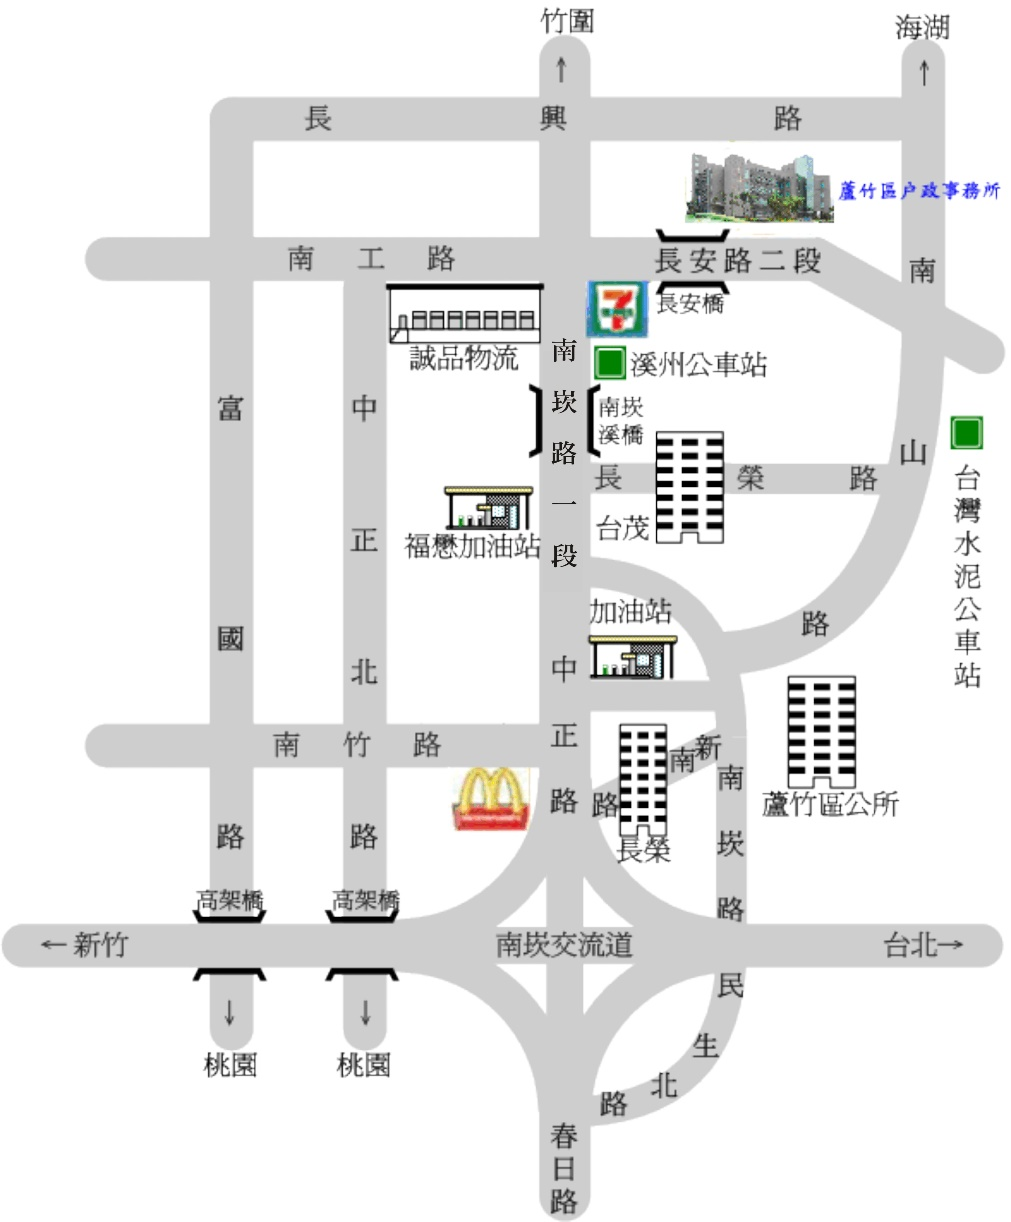 竹圍
海湖
↑
↑
長興路
蘆竹區戶政事務所
南工路
長安路二段
長安橋
7
誠品物流
溪州公車站
南崁路一段
南崁
溪橋
長榮路
台茂
福懋加油站
加油站
南山路
台灣水泥公車站
富國路
中正北路
中正路
南竹路
新南路
長榮
南崁路
蘆竹區公所
高架橋
高架橋
←新竹
南崁交流道
台北→
↓
↓
桃園
桃園
民生北路
春日路